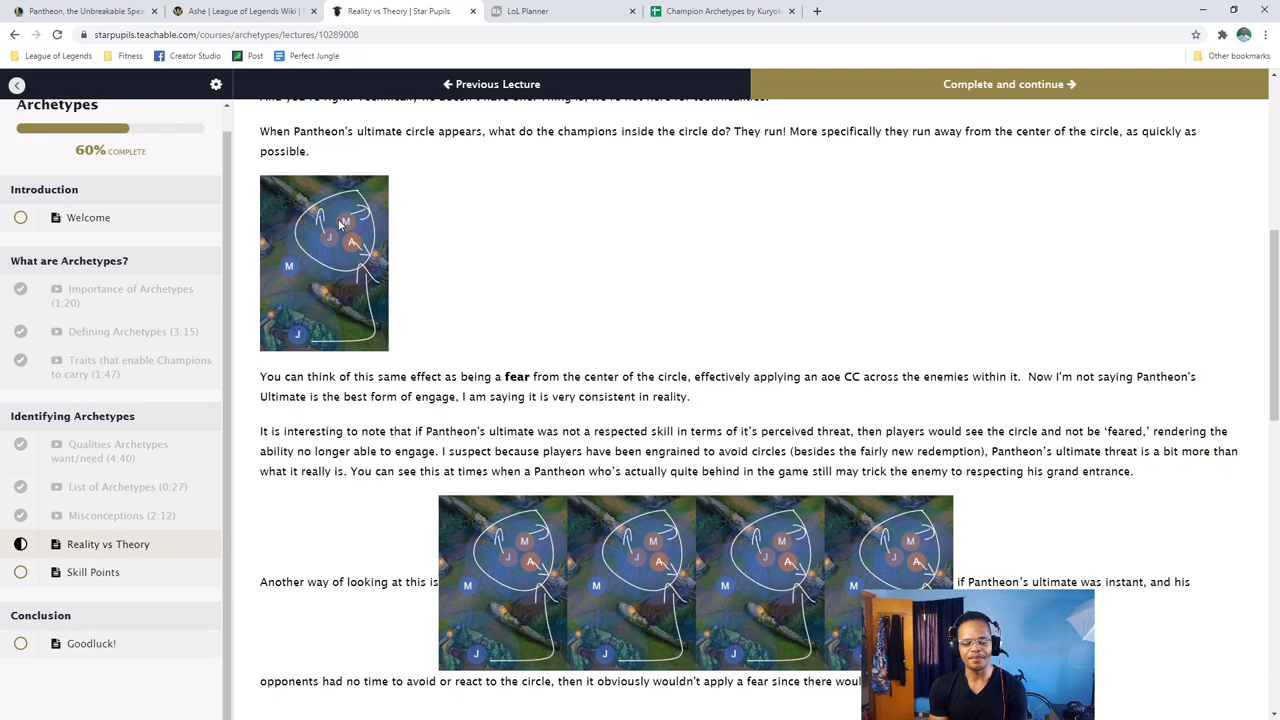 Pantheon, the Unbreakable Spe
Ashe | League of Legends Wiki |
Reality vs Theory | Star Pupils
LoL Planner
Champion Archetypes by Kuryok
starpupils.teachable.com/courses/archetypes/lectures/10289008
League of Legends
Fitness
Creator Studio
Post
Perfect Jungle
Other bookmarks
Previous Lecture
Complete and continue
Archetypes
60% COMPLETE
Introduction
Welcome
What are Archetypes?
Importance of Archetypes
(1:20)
Defining Archetypes (3:15)
Traits that enable Champions
to carry (1:47)
Identifying Archetypes
Qualities Archetypes
want/need (4:40)
List of Archetypes (0:27)
Misconceptions (2:12)
Reality vs Theory
Skill Points
Conclusion
Goodluck!
When Pantheon's ultimate circle appears, what do the champions inside the circle do? They run! More specifically they run away from the center of the circle, as quickly as
possible.
M
J
A
M
J
You can think of this same effect as being a fear from the center of the circle, effectively applying an aoe CC across the enemies within it. Now I'm not saying Pantheon's
Ultimate is the best form of engage, I am saying it is very consistent in reality.
It is interesting to note that if Pantheon's ultimate was not a respected skill in terms of it's perceived threat, then players would see the circle and not be 'feared,' rendering the
ability no longer able to engage. I suspect because players have been engrained to avoid circles (besides the fairly new redemption), Pantheon's ultimate threat is a bit more than
what it really is. You can see this at times when a Pantheon who's actually quite behind in the game still may trick the enemy to respecting his grand entrance.
M M M M
J A J A J A J A
M M M M
J J J J
Another way of looking at this is if Pantheon's ultimate was instant, and his
opponents had no time to avoid or react to the circle, then it obviously wouldn't apply a fear since there